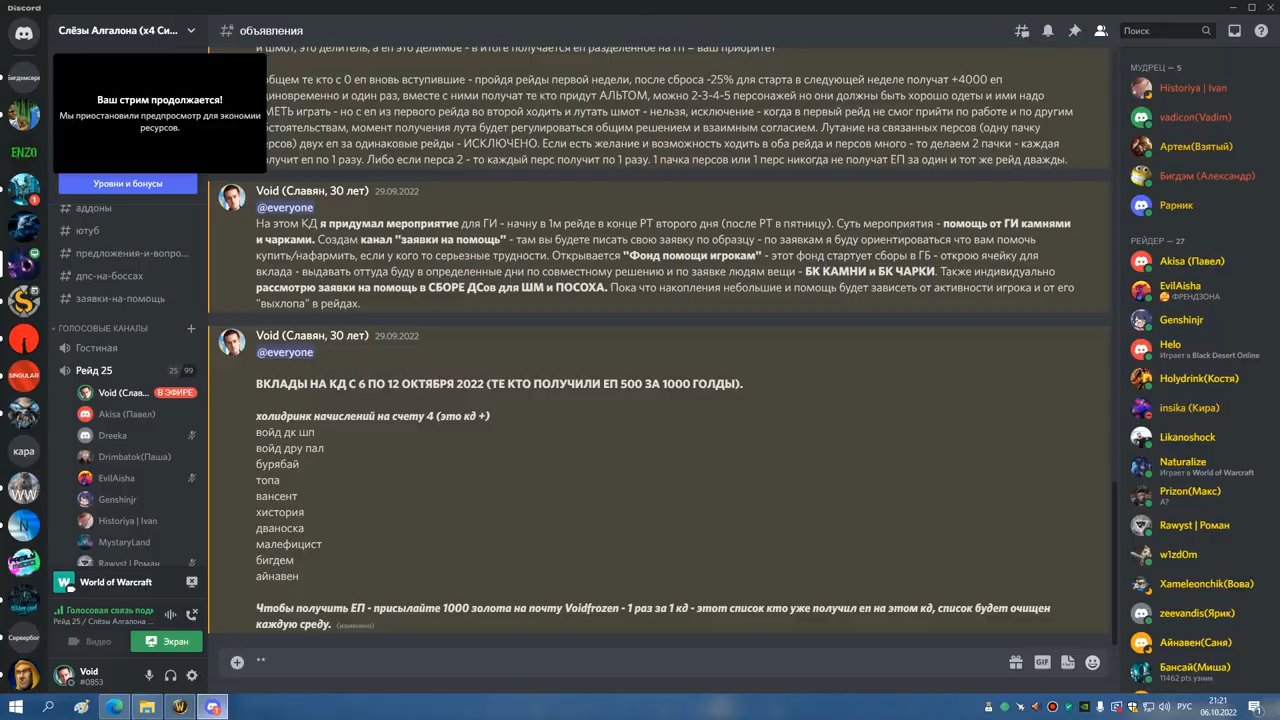 Discord
Слёзы Алгалона (x4 Си...
объявления
Поиск
Ваш стрим продолжается!
Мы приостановили предпросмотр для экономии
ресурсов.
Уровни и бонусы
аддоны
ютуб
предложения-и-вопро...
дпс-на-боссах
заявки-на-помощь
ГОЛОСОВЫЕ КАНАЛЫ
Гостиная
Рейд 25
25 99
Void (Слав... В ЭФИРЕ
Akisa (Павел)
Dreeka
Drimbatok(Паша)
EvilAisha
Genshinjr
Historiya | Ivan
MystaryLand
Rawyst | Роман
World of Warcraft
Голосовая связь подк
Рейд 25 / Слёзы Алгалона ...
Видео
Экран
Void
#0853
Бигдэмсерв
ENZO
1
SINGULAR
кара
WW
Сервербог
и шмот, это делитель, а еп это делимое - в итоге получается еп разделенное на гп = ваш приоритет
общем те кто с 0 еп вновь вступившие - пройдя рейды первой недели, после сброса -25% для старта в следующей неделе получат +4000 еп
диновременно и один раз, вместе с ними получат те кто придут АЛЬТОМ, можно 2-3-4-5 персонажей но они должны быть хорошо одеты и ими надо
МЕТЬ играть - но с еп из первого рейда во второй ходить и лутать шмот - нельзя, исключение - когда в первый рейд не смог прийти по работе и по другим
бстоятельствам, момент получения лута будет регулироваться общим решением и взаимным согласием. Лутание на связанных персов (одну пачку
ерсов) двух еп за одинаковые рейды - ИСКЛЮЧЕНО. Если есть желание и возможность ходить в оба рейда и персов много - то делаем 2 пачки - каждая
олучит еп по 1 разу. Либо если перса 2 - то каждый перс получит по 1 разу. 1 пачка персов или 1 перс никогда не получат ЕП за один и тот же рейд дважды.
Void (Славян, 30 лет) 29.09.2022
@everyone
На этом КД я придумал мероприятие для ГИ - начну в 1м рейде в конце РТ второго дня (после РТ в пятницу). Суть мероприятия - помощь от ГИ камнями
и чарками. Создам канал "заявки на помощь" - там вы будете писать свою заявку по образцу - по заявкам я буду ориентироваться что вам помочь
купить/нафармить, если у кого то серьезные трудности. Открывается "Фонд помощи игрокам" - этот фонд стартует сборы в ГБ - открою ячейку для
вклада - выдавать оттуда буду в определенные дни по совместному решению и по заявке людям вещи - БК КАМНИ и БК ЧАРКИ. Также индивидуально
рассмотрю заявки на помощь в СБОРЕ ДСов для ШМ и ПОСОХА. Пока что накопления небольшие и помощь будет зависеть от активности игрока и от его
"выхлопа" в рейдах.
Void (Славян, 30 лет) 29.09.2022
@everyone
ВКЛАДЫ НА КД С 6 ПО 12 ОКТЯБРЯ 2022 (ТЕ КТО ПОЛУЧИЛИ ЕП 500 ЗА 1000 ГОЛДЫ).
холидринк начислений на счету 4 (это кд +)
войд дк шп
войд дру пал
бурябай
топа
вансент
хистория
дваноска
малефицист
бигдем
айнавен
Чтобы получить ЕП - присылайте 1000 золота на почту Voidfrozen - 1 раз за 1 кд - этот список кто уже получил еп на этом кд, список будет очищен
каждую среду. (изменено)
**
GIF
МУДРЕЦ — 5
Historiya | Ivan
vadicon(Vadim)
Артем(Взятый)
Бигдэм (Александр)
Рарник
РЕЙДЕР — 27
Akisa (Павел)
EvilAisha
ФРЕНДЗОНА
Genshinjr
Helo
Играет в Black Desert Online
Holydrink(Костя)
insika (Кира)
Likanoshock
Naturalize
Играет в World of Warcraft
Prizon(Макс)
А?
Rawyst | Роман
w1zd0m
Xameleonchik(Вова)
zeevandis(Ярик)
Айнавен(Саня)
Бансай(Миша)
11462 pts узник
РУС
21:21
06.10.2022
1